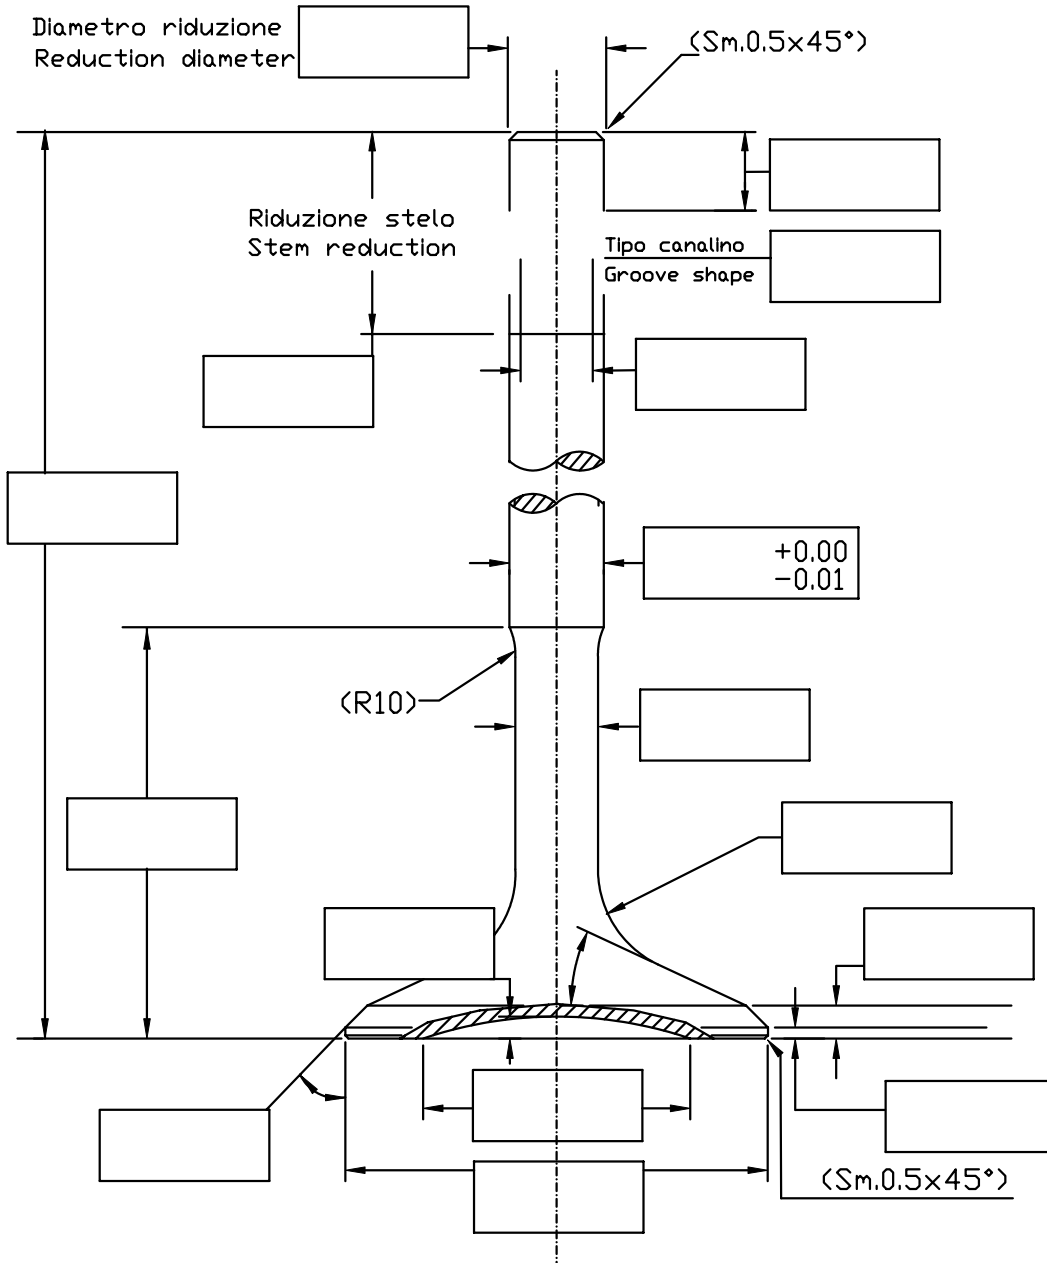 Diametro riduzione
Reduction diameter
(Sm.0.5x45°)
Riduzione stelo
Stem reduction
Tipo canalino
Groove shape
+0.00
-0.01
(R10)
(Sm.0.5x45°)